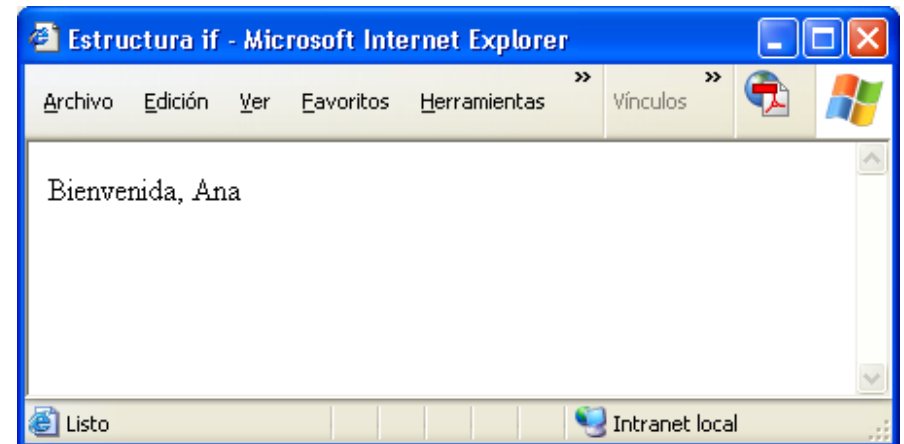 Estructura if - Microsoft Internet Explorer
Archivo Edición Ver Favoritos Herramientas » Vínculos »
Bienvenida, Ana
Listo Intranet local